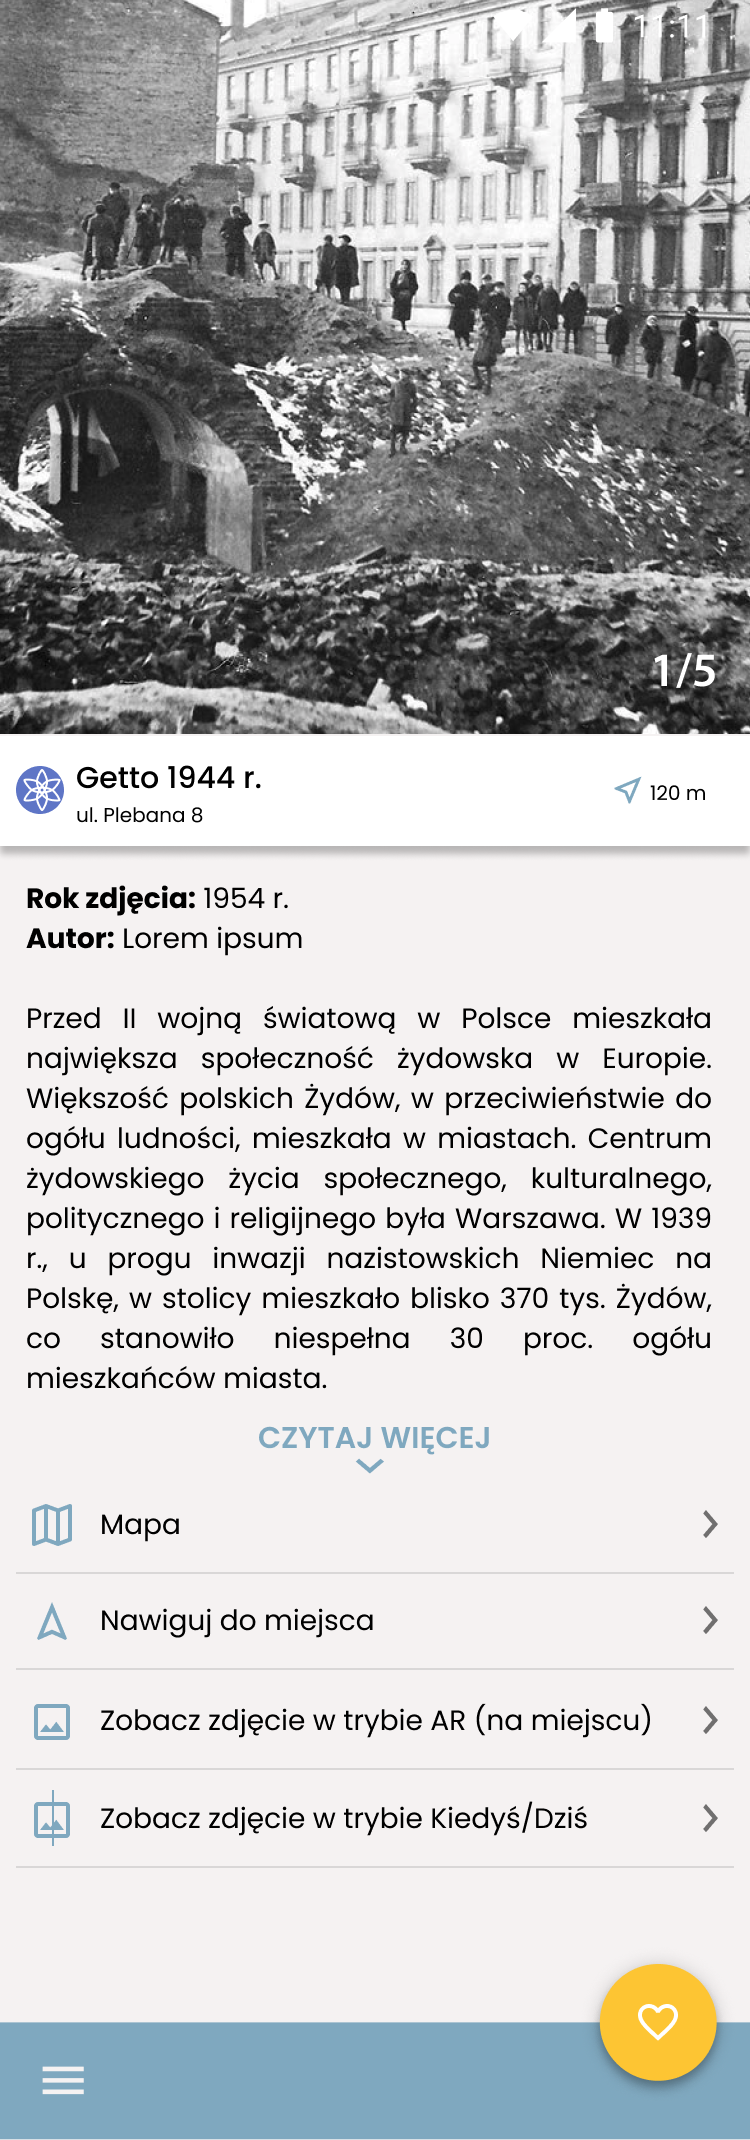 11:11
1/5
Getto 1944 r.
ul. Plebana 8
120 m
Rok zdjęcia: 1954 r.
Autor: Lorem ipsum
Przed II wojną światową w Polsce mieszkała
największa społeczność żydowska w Europie.
Większość polskich Żydów, w przeciwieństwie do
ogółu ludności, mieszkała w miastach. Centrum
żydowskiego życia społecznego, kulturalnego,
politycznego i religijnego była Warszawa. W 1939
r., u progu inwazji nazistowskich Niemiec na
Polskę, w stolicy mieszkało blisko 370 tys. Żydów,
co stanowiło niespełna 30 proc. ogółu
mieszkańców miasta.
CZYTAJ WIĘCEJ
Mapa
Nawiguj do miejsca
Zobacz zdjęcie w trybie AR (na miejscu)
Zobacz zdjęcie w trybie Kiedyś/Dziś